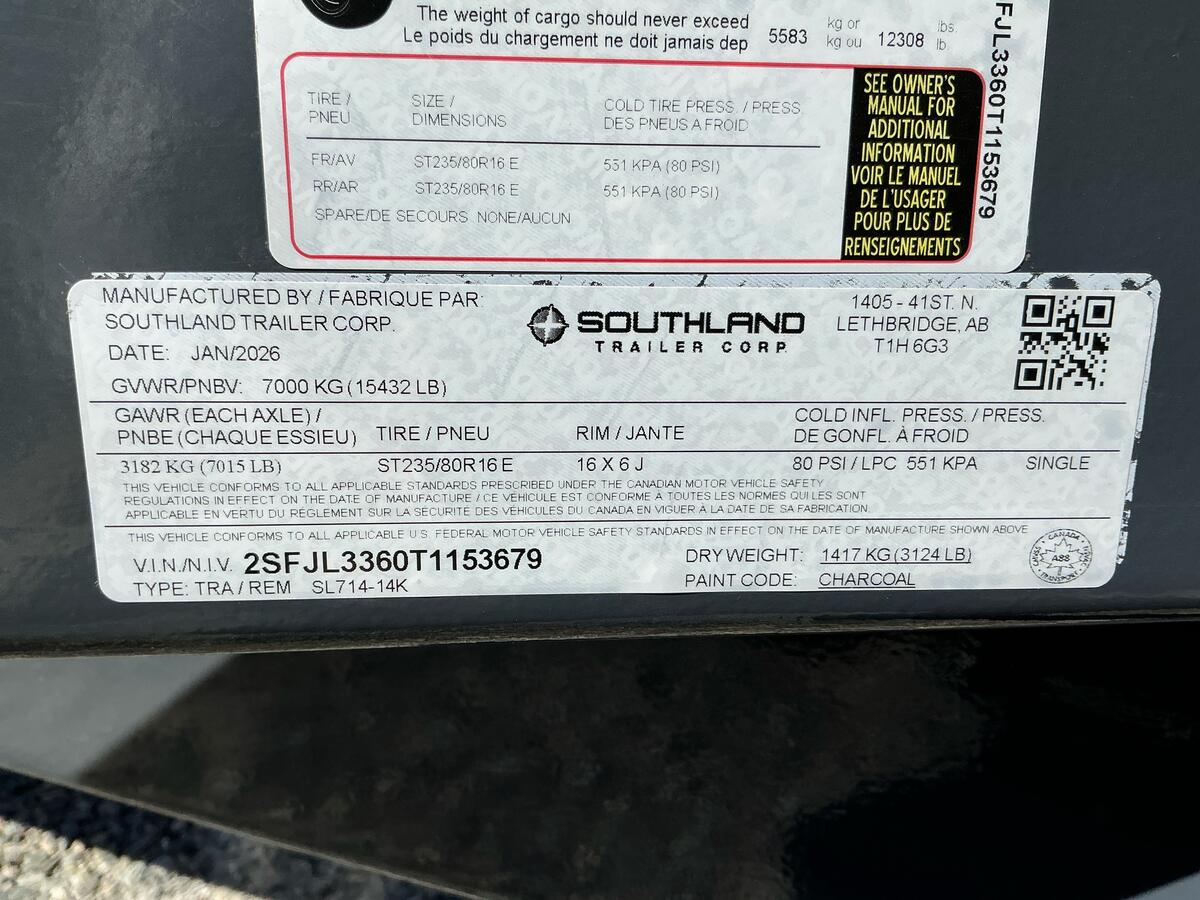 The weight of cargo should never exceed
Le poids du chargement ne doit jamais dep
5583 kg or 12308 lbs.
kg ou lb.
TIRE / SIZE / COLD TIRE PRESS. / PRESS.
PNEU DIMENSIONS DES PNEUS A FROID
FR/AV ST235/80R16 E 551 KPA (80 PSI)
RR/AR ST235/80R16 E 551 KPA (80 PSI)
SPARE/DE SECOURS NONE/AUCUN
SEE OWNER'S
MANUAL FOR
ADDITIONAL
INFORMATION
VOIR LE MANUEL
DE L'USAGER
POUR PLUS DE
RENSEIGNEMENTS
FJL3360T1153679
MANUFACTURED BY / FABRIQUE PAR:
SOUTHLAND TRAILER CORP.
DATE: JAN/2026
GVWR/PNBV: 7000 KG (15432 LB)
SOUTHLAND
TRAILER CORP.
1405 - 41ST. N.
LETHBRIDGE, AB
T1H 6G3
GAWR (EACH AXLE) / COLD INFL. PRESS. / PRESS.
PNBE (CHAQUE ESSIEU) TIRE / PNEU RIM / JANTE DE GONFL. À FROID
3182 KG (7015 LB) ST235/80R16 E 16 X 6 J 80 PSI / LPC 551 KPA SINGLE
THIS VEHICLE CONFORMS TO ALL APPLICABLE STANDARDS PRESCRIBED UNDER THE CANADIAN MOTOR VEHICLE SAFETY
REGULATIONS IN EFFECT ON THE DATE OF MANUFACTURE / CE VÉHICULE EST CONFORME À TOUTES LES NORMES QUI LES SONT
APPLICABLE EN VERTU DU RÈGLEMENT SUR LA SÉCURITÉ DES VÉHICULES DU CANADA EN VIGUER À LA DATE DE SA FABRICATION.
THIS VEHICLE CONFORMS TO ALL APPLICABLE U.S. FEDERAL MOTOR VEHICLE SAFETY STANDARDS IN EFFECT ON THE DATE OF MANUFACTURE SHOWN ABOVE
V.I.N./N.I.V. 2SFJL3360T1153679 DRY WEIGHT: 1417 KG (3124 LB)
TYPE: TRA / REM SL714-14K PAINT CODE: CHARCOAL
CANADA
A88
TRANSPORT